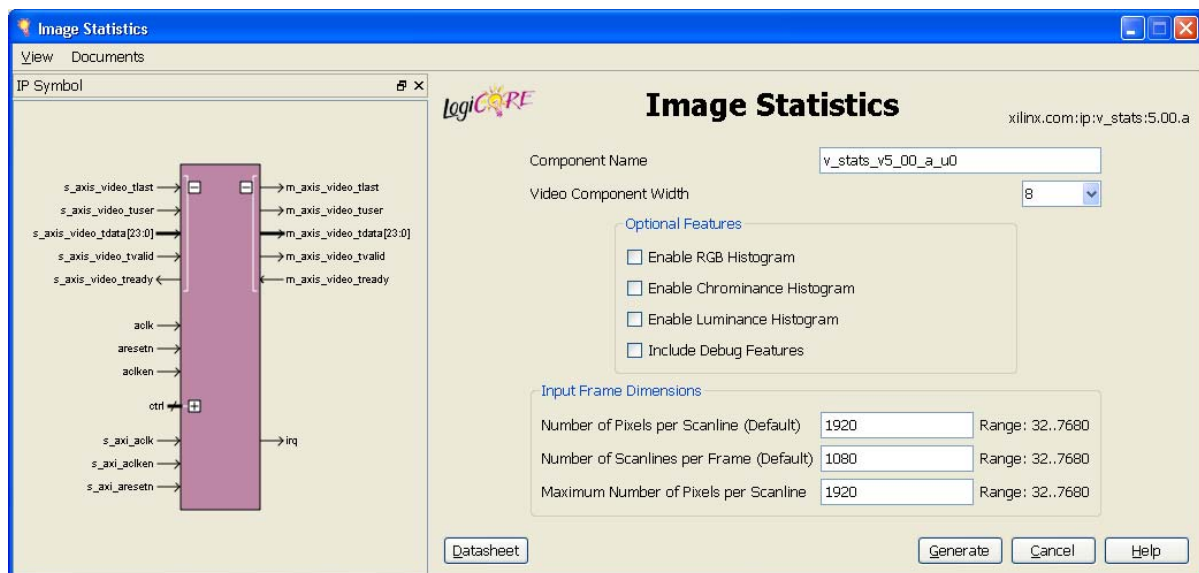 Image Statistics
View Documents
IP Symbol
LogiCORE
Image Statistics
xilinx.com:ip:v_stats:5.00.a
s_axis_video_tlast
s_axis_video_tuser
s_axis_video_tdata[23:0]
s_axis_video_tvalid
s_axis_video_tready
aclk
aresetn
aclken
ctrl
s_axi_aclk
s_axi_aclken
s_axi_aresetn
m_axis_video_tlast
m_axis_video_tuser
m_axis_video_tdata[23:0]
m_axis_video_tvalid
m_axis_video_tready
irq
Component Name v_stats_v5_00_a_u0
Video Component Width 8
Optional Features
Enable RGB Histogram
Enable Chrominance Histogram
Enable Luminance Histogram
Include Debug Features
Input Frame Dimensions
Number of Pixels per Scanline (Default) 1920 Range: 32..7680
Number of Scanlines per Frame (Default) 1080 Range: 32..7680
Maximum Number of Pixels per Scanline 1920 Range: 32..7680
Datasheet Generate Cancel Help